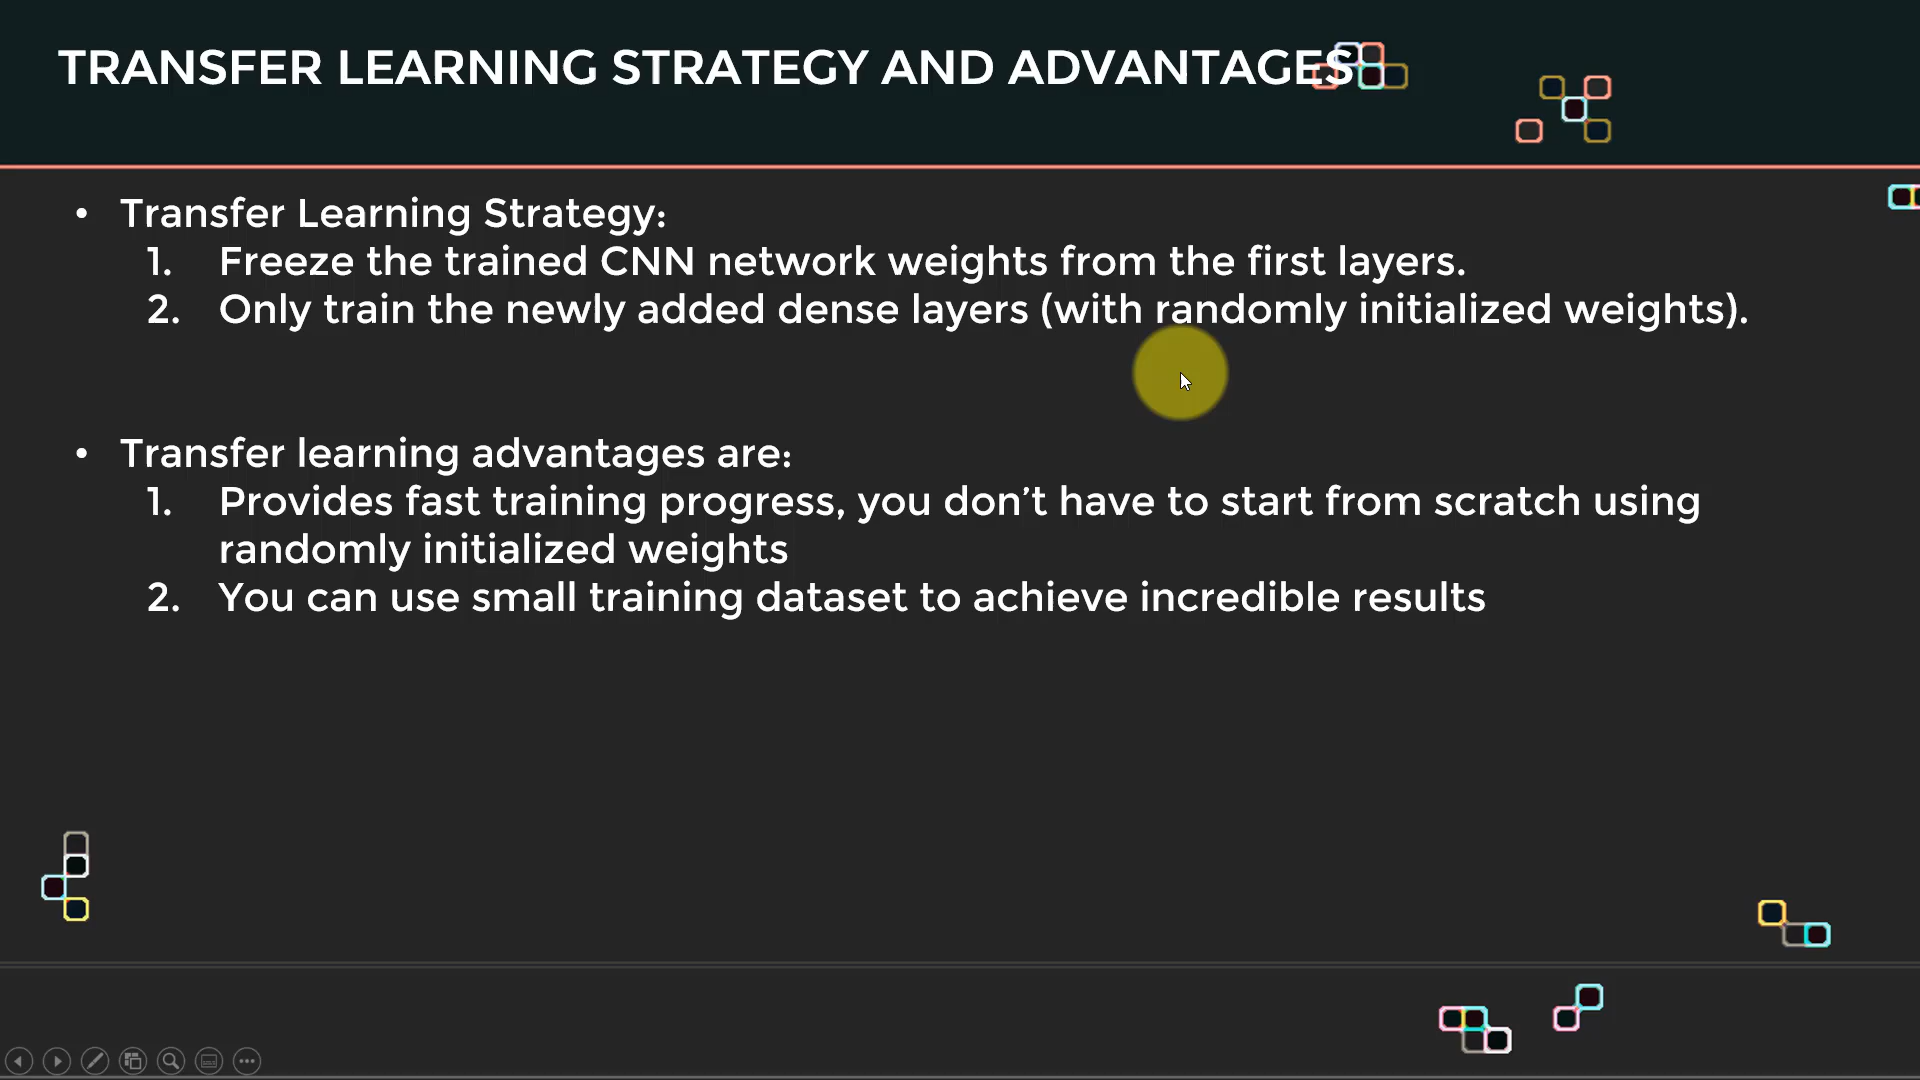 TRANSFER LEARNING STRATEGY AND ADVANTAGES
• Transfer Learning Strategy:
1. Freeze the trained CNN network weights from the first layers.
2. Only train the newly added dense layers (with randomly initialized weights).
• Transfer learning advantages are:
1. Provides fast training progress, you don’t have to start from scratch using
randomly initialized weights
2. You can use small training dataset to achieve incredible results